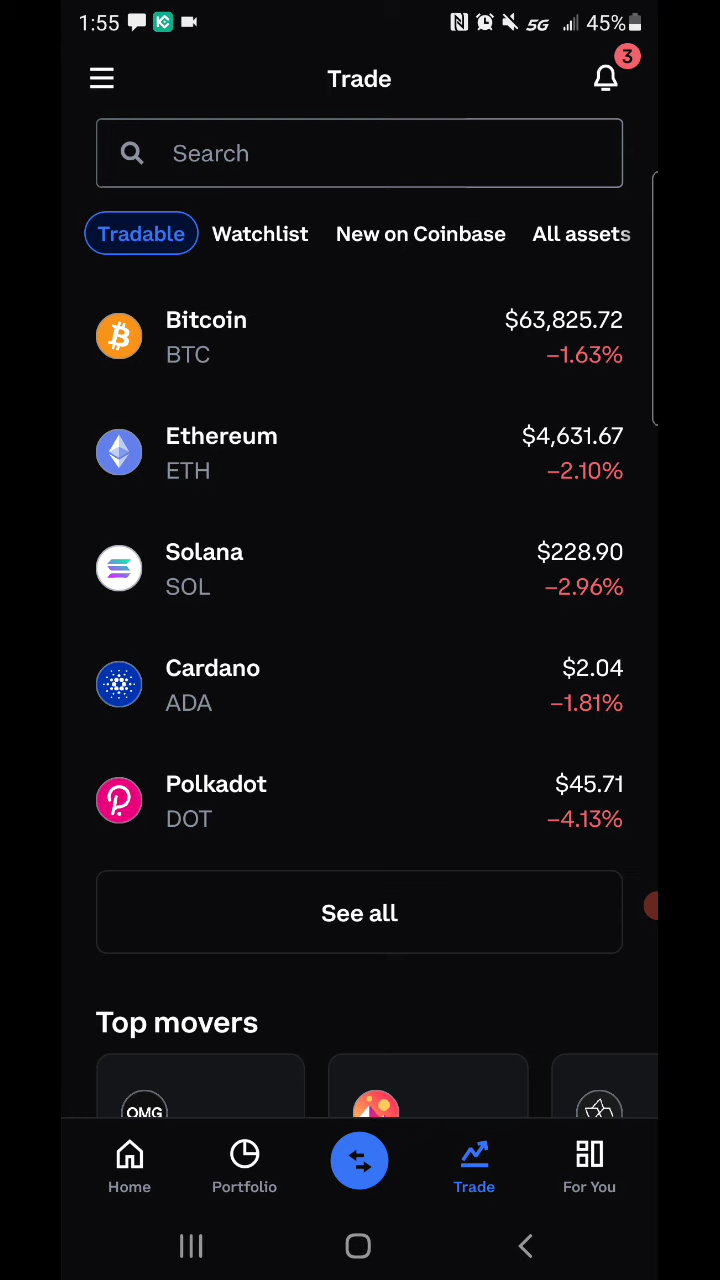 1:55 5G 45%
3
Trade
Search
Tradable Watchlist New on Coinbase All assets
Bitcoin $63,825.72
BTC -1.63%
Ethereum $4,631.67
ETH -2.10%
Solana $228.90
SOL -2.96%
Cardano $2.04
ADA -1.81%
Polkadot $45.71
DOT -4.13%
See all
Top movers
OMG
Home Portfolio Trade For You